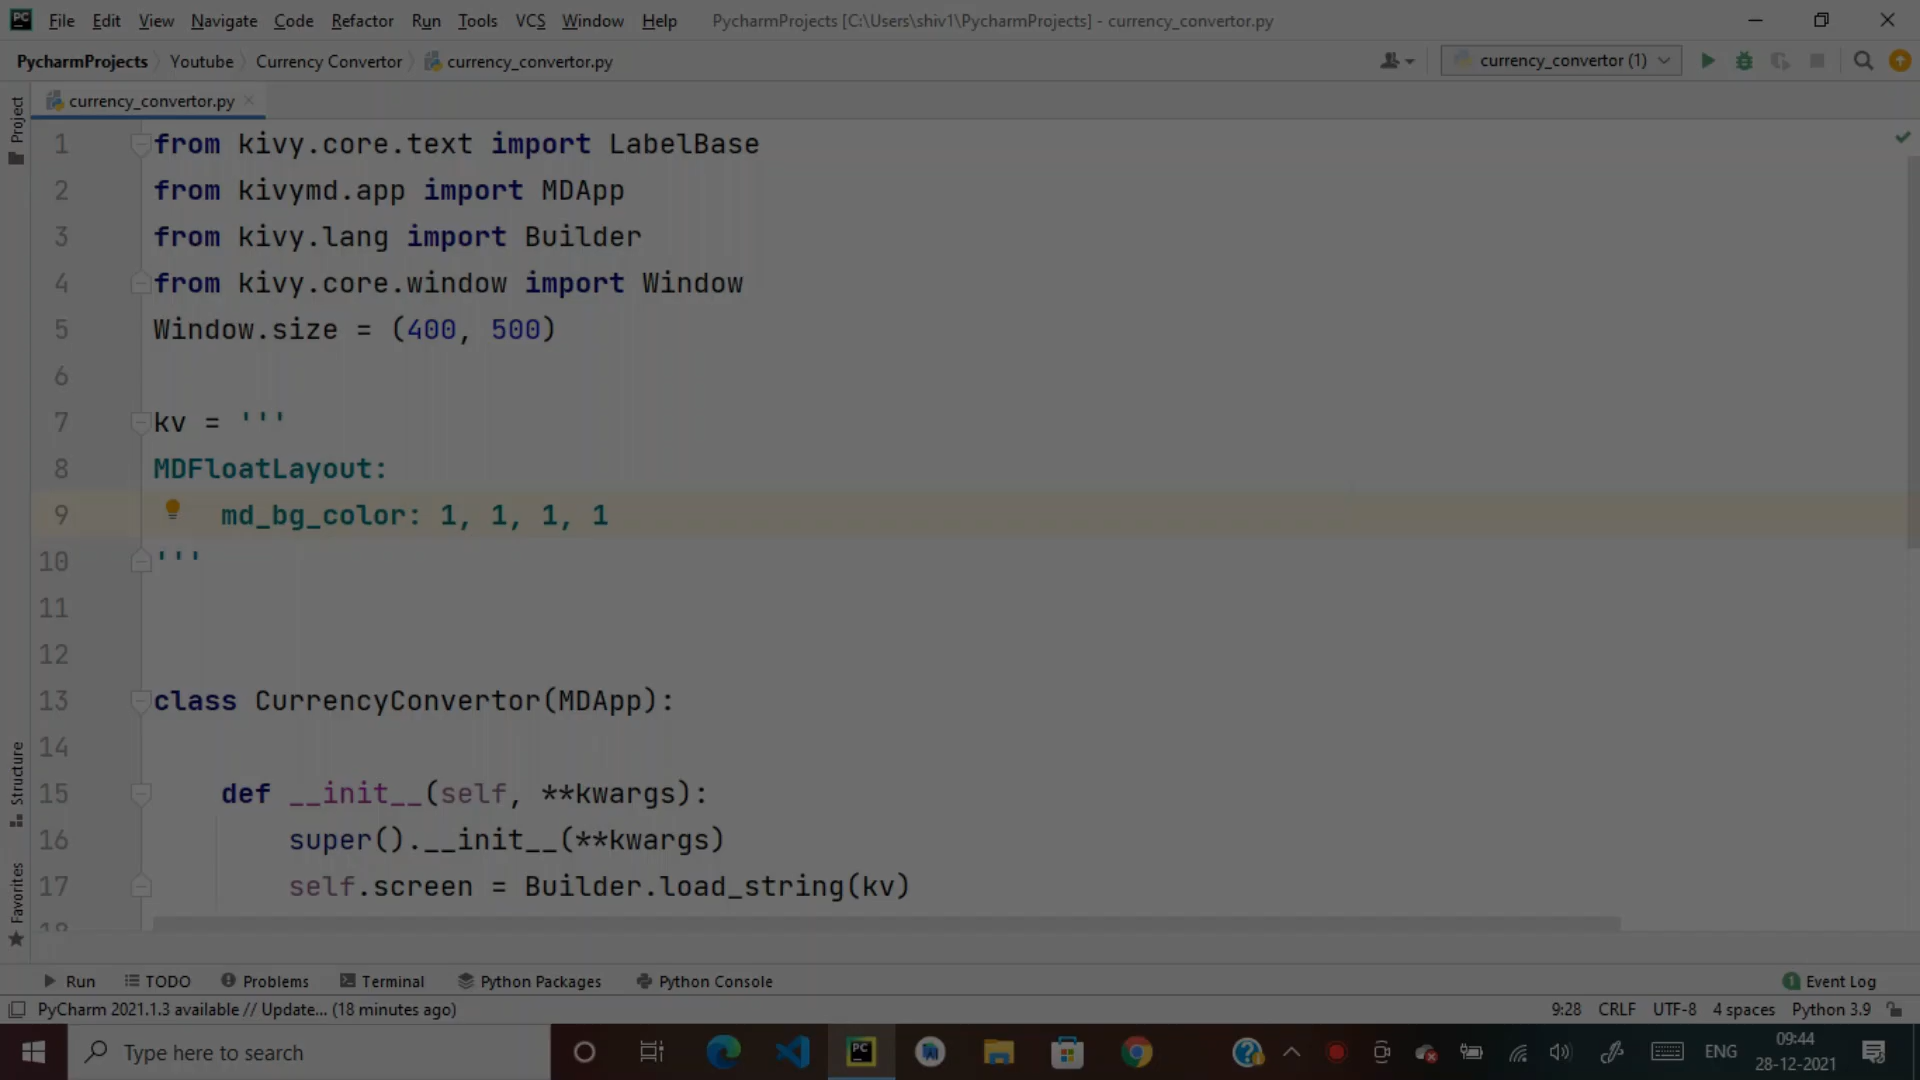 File Edit View Navigate Code Refactor Run Tools VCS Window Help PycharmProjects [C:\Users\shiv1\PycharmProjects] - currency_convertor.py
PycharmProjects Youtube Currency Convertor currency_convertor.py currency_convertor (1)
currency_convertor.py
Project
1 from kivy.core.text import LabelBase
2 from kivymd.app import MDApp
3 from kivy.lang import Builder
4 from kivy.core.window import Window
5 Window.size = (400, 500)
6
7 kv = '''
8 MDFloatLayout:
9 md_bg_color: 1, 1, 1, 1
10 '''
11
12
13 class CurrencyConvertor(MDApp):
14
15 def __init__(self, **kwargs):
16 super().__init__(**kwargs)
17 self.screen = Builder.load_string(kv)
18
Structure
Favorites
Run TODO Problems Terminal Python Packages Python Console 1 Event Log
PyCharm 2021.1.3 available // Update... (18 minutes ago) 9:28 CRLF UTF-8 4 spaces Python 3.9
Type here to search ENG 09:44
28-12-2021